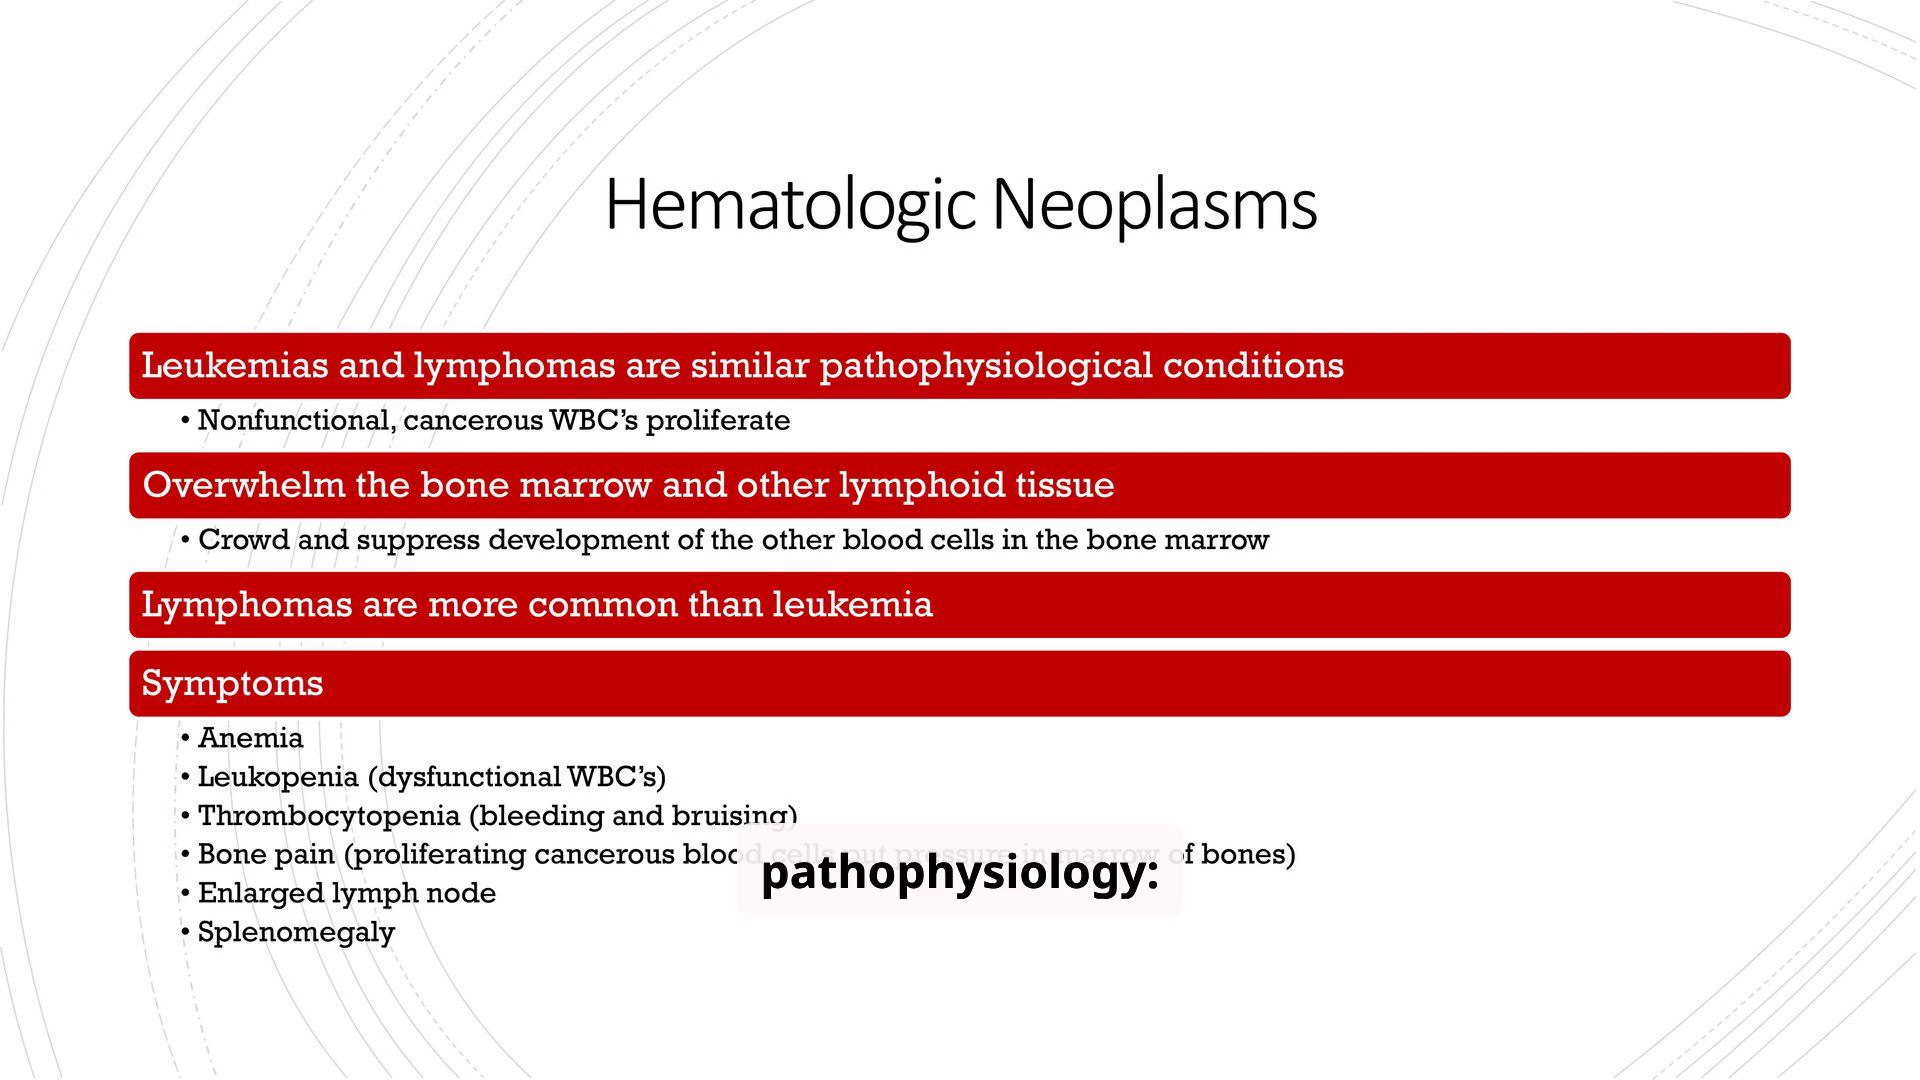 Hematologic Neoplasms
Leukemias and lymphomas are similar pathophysiological conditions
• Nonfunctional, cancerous WBC’s proliferate
Overwhelm the bone marrow and other lymphoid tissue
• Crowd and suppress development of the other blood cells in the bone marrow
Lymphomas are more common than leukemia
Symptoms
• Anemia
• Leukopenia (dysfunctional WBC’s)
• Thrombocytopenia (bleeding and bruising)
• Bone pain (proliferating cancerous blood cells put pressure in marrow of bones)
pathophysiology:
• Enlarged lymph node
• Splenomegaly